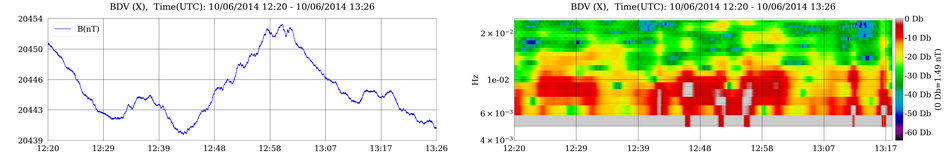 BDV (X), Time(UTC): 10/06/2014 12:20 - 10/06/2014 13:26
20454
20450
20446
20443
20439
B(nT)
12:20 12:29 12:39 12:48 12:58 13:07 13:17 13:26
BDV (X), Time(UTC): 10/06/2014 12:20 - 10/06/2014 13:26
Hz.
2 × 10⁻²
1e-02
6 × 10⁻³
4 × 10⁻³
12:20 12:29 12:39 12:48 12:58 13:07 13:17
0 Db
-10 Db
-20 Db
-30 Db
-40 Db
-50 Db
-60 Db
(0 Db=1.49 nT)